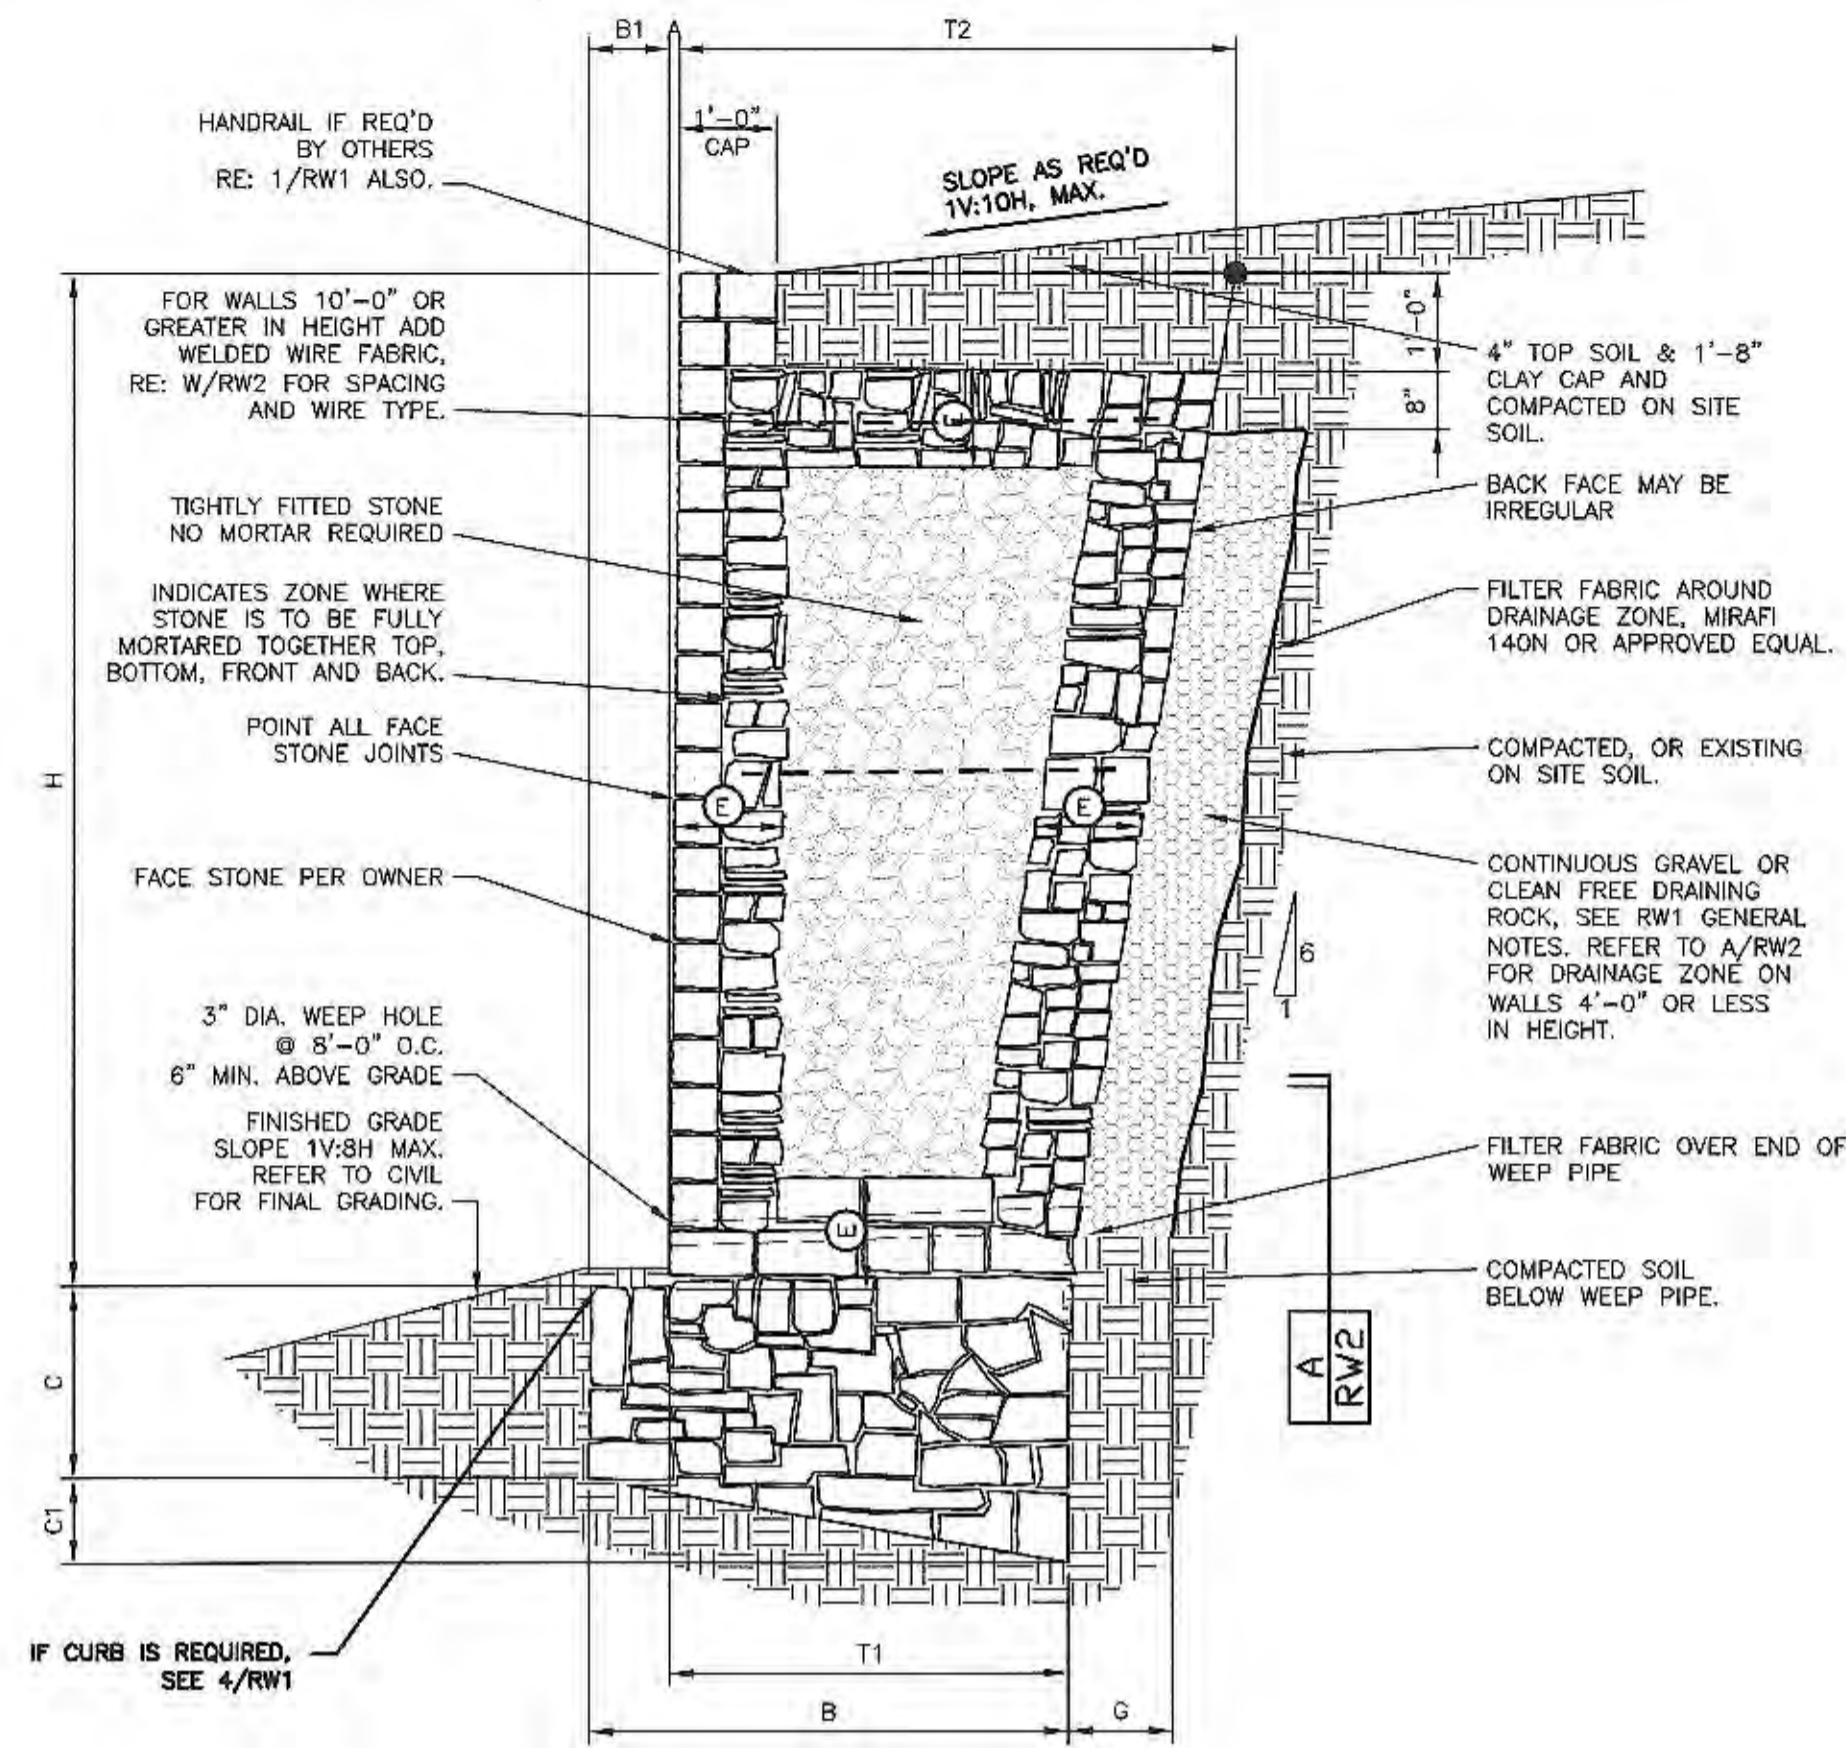 B1
A
T2
1'-0"
CAP
HANDRAIL IF REQ'D
BY OTHERS
RE: 1/RW1 ALSO.
SLOPE AS REQ'D
1V:10H, MAX.
FOR WALLS 10'-0" OR
GREATER IN HEIGHT ADD
WELDED WIRE FABRIC,
RE: W/RW2 FOR SPACING
AND WIRE TYPE.
1'-0"
8"
4" TOP SOIL & 1'-8"
CLAY CAP AND
COMPACTED ON SITE
SOIL.
BACK FACE MAY BE
IRREGULAR
TIGHTLY FITTED STONE
NO MORTAR REQUIRED
FILTER FABRIC AROUND
DRAINAGE ZONE, MIRAFI
140N OR APPROVED EQUAL.
INDICATES ZONE WHERE
STONE IS TO BE FULLY
MORTARED TOGETHER TOP,
BOTTOM, FRONT AND BACK.
POINT ALL FACE
STONE JOINTS
COMPACTED, OR EXISTING
ON SITE SOIL.
H
E
E
FACE STONE PER OWNER
CONTINUOUS GRAVEL OR
CLEAN FREE DRAINING
ROCK, SEE RW1 GENERAL
NOTES. REFER TO A/RW2
FOR DRAINAGE ZONE ON
WALLS 4'-0" OR LESS
IN HEIGHT.
6
1
3" DIA. WEEP HOLE
@ 8'-0" O.C.
6" MIN. ABOVE GRADE
FINISHED GRADE
SLOPE 1V:8H MAX.
REFER TO CIVIL
FOR FINAL GRADING.
FILTER FABRIC OVER END OF
WEEP PIPE
E
COMPACTED SOIL
BELOW WEEP PIPE.
A
RW2
C
C1
IF CURB IS REQUIRED,
SEE 4/RW1
T1
B
G